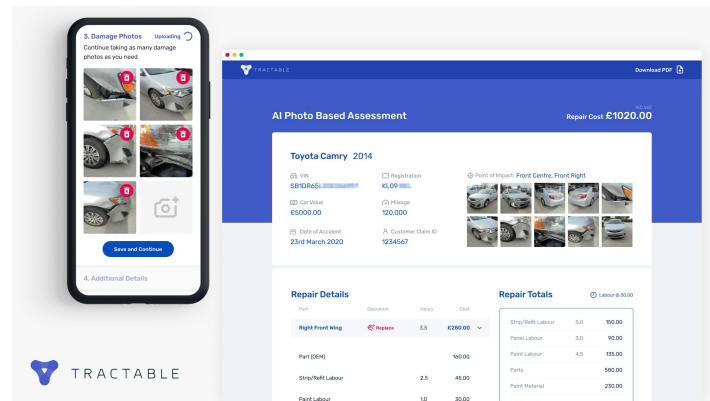 3. Damage Photos Uploading
Continue taking as many damage
photos as you need
Save and Continue
4. Additional Details
TRACTABLE
TRACTABLE
Download PDF
AI Photo Based Assessment
Repair Cost £1020.00
Toyota Camry 2014
VIN
Registration
Point of Impact: Front Centre, Front Right
SB1DR65
KL09
Car Value
Mileage
£5000.00
120,000
Date of Accident
Customer Claim ID
23rd March 2020
1234567
Repair Details
Part Operation Hours Cost
Right Front Wing Replace 3.5 £280.00
Part (OEM) 160.00
Strip/Refit Labour 2.5 45.00
Paint Labour 1.0 30.00
Repair Totals Labour @ 30.00
Strip/Refit Labour 5.0 150.00
Panel Labour 3.0 90.00
Paint Labour 4.5 135.00
Parts 580.00
Paint Material 230.00